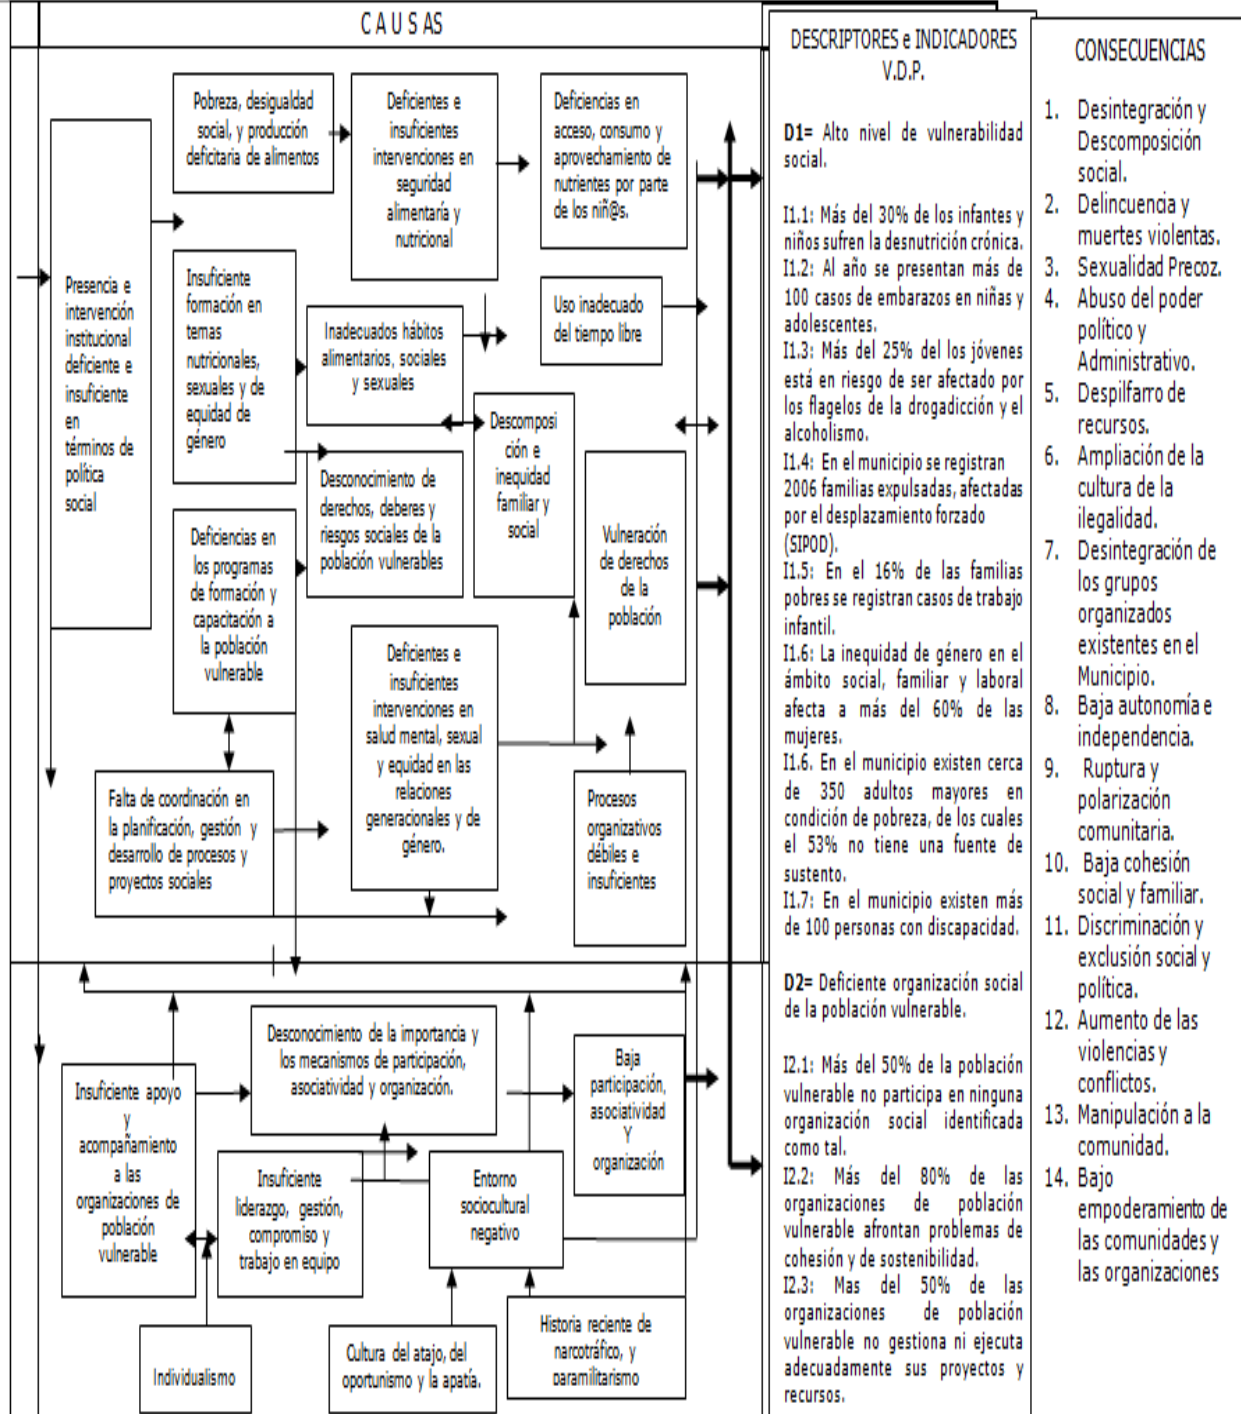 C A U S AS
Pobreza, desigualdad
social, y producción
deficitaria de alimentos
Deficientes e
insuficientes
intervenciones en
seguridad
alimentaría y
nutricional
Deficiencias en
acceso, consumo y
aprovechamiento de
nutrientes por parte
de los niñ@s.
Presencia e
intervención
institucional
deficiente e
insuficiente
en
términos de
política
social
Insuficiente
formación en
temas
nutricionales,
sexuales y de
equidad de
género
Inadecuados hábitos
alimentarios, sociales
y sexuales
Uso inadecuado
del tiempo libre
Descomposi
ción e
inequidad
familiar y
social
Desconocimiento de
derechos, deberes y
riesgos sociales de la
población vulnerables
Vulneración
de derechos
de la
población
Deficiencias en
los programas
de formación y
capacitación a
la población
vulnerable
Deficientes e
insuficientes
intervenciones en
salud mental, sexual
y equidad en las
relaciones
generacionales y de
género.
Falta de coordinación en
la planificación, gestión y
desarrollo de procesos y
proyectos sociales
Procesos
organizativos
débiles e
insuficientes
Desconocimiento de la importancia y
los mecanismos de participación,
asociatividad y organización.
Baja
participación,
asociatividad
Y
organización
Insuficiente apoyo
y
acompañamiento
a las
organizaciones de
población
vulnerable
Insuficiente
liderazgo, gestión,
compromiso y
trabajo en equipo
Entorno
sociocultural
negativo
Individualismo
Cultura del atajo, del
oportunismo y la apatía.
Historia reciente de
narcotráfico, y
paramilitarismo
DESCRIPTORES e INDICADORES
V.D.P.
D1= Alto nivel de vulnerabilidad
social.
I1.1: Más del 30% de los infantes y
niños sufren la desnutrición crónica.
I1.2: Al año se presentan más de
100 casos de embarazos en niñas y
adolescentes.
I1.3: Más del 25% del los jóvenes
está en riesgo de ser afectado por
los flagelos de la drogadicción y el
alcoholismo.
I1.4: En el municipio se registran
2006 familias expulsadas, afectadas
por el desplazamiento forzado
(SIPOD).
I1.5: En el 16% de las familias
pobres se registran casos de trabajo
infantil.
I1.6: La inequidad de género en el
ámbito social, familiar y laboral
afecta a más del 60% de las
mujeres.
I1.6. En el municipio existen cerca
de 350 adultos mayores en
condición de pobreza, de los cuales
el 53% no tiene una fuente de
sustento.
I1.7: En el municipio existen más
de 100 personas con discapacidad.
D2= Deficiente organización social
de la población vulnerable.
I2.1: Más del 50% de la población
vulnerable no participa en ninguna
organización social identificada
como tal.
I2.2: Más del 80% de las
organizaciones de población
vulnerable afrontan problemas de
cohesión y de sostenibilidad.
I2.3: Mas del 50% de las
organizaciones de población
vulnerable no gestiona ni ejecuta
adecuadamente sus proyectos y
recursos.
CONSECUENCIAS
1. Desintegración y
Descomposición
social.
2. Delincuencia y
muertes violentas.
3. Sexualidad Precoz.
4. Abuso del poder
político y
Administrativo.
5. Despilfarro de
recursos.
6. Ampliación de la
cultura de la
ilegalidad.
7. Desintegración de
los grupos
organizados
existentes en el
Municipio.
8. Baja autonomía e
independencia.
9. Ruptura y
polarización
comunitaria.
10. Baja cohesión
social y familiar.
11. Discriminación y
exclusión social y
política.
12. Aumento de las
violencias y
conflictos.
13. Manipulación a la
comunidad.
14. Bajo
empoderamiento de
las comunidades y
las organizaciones